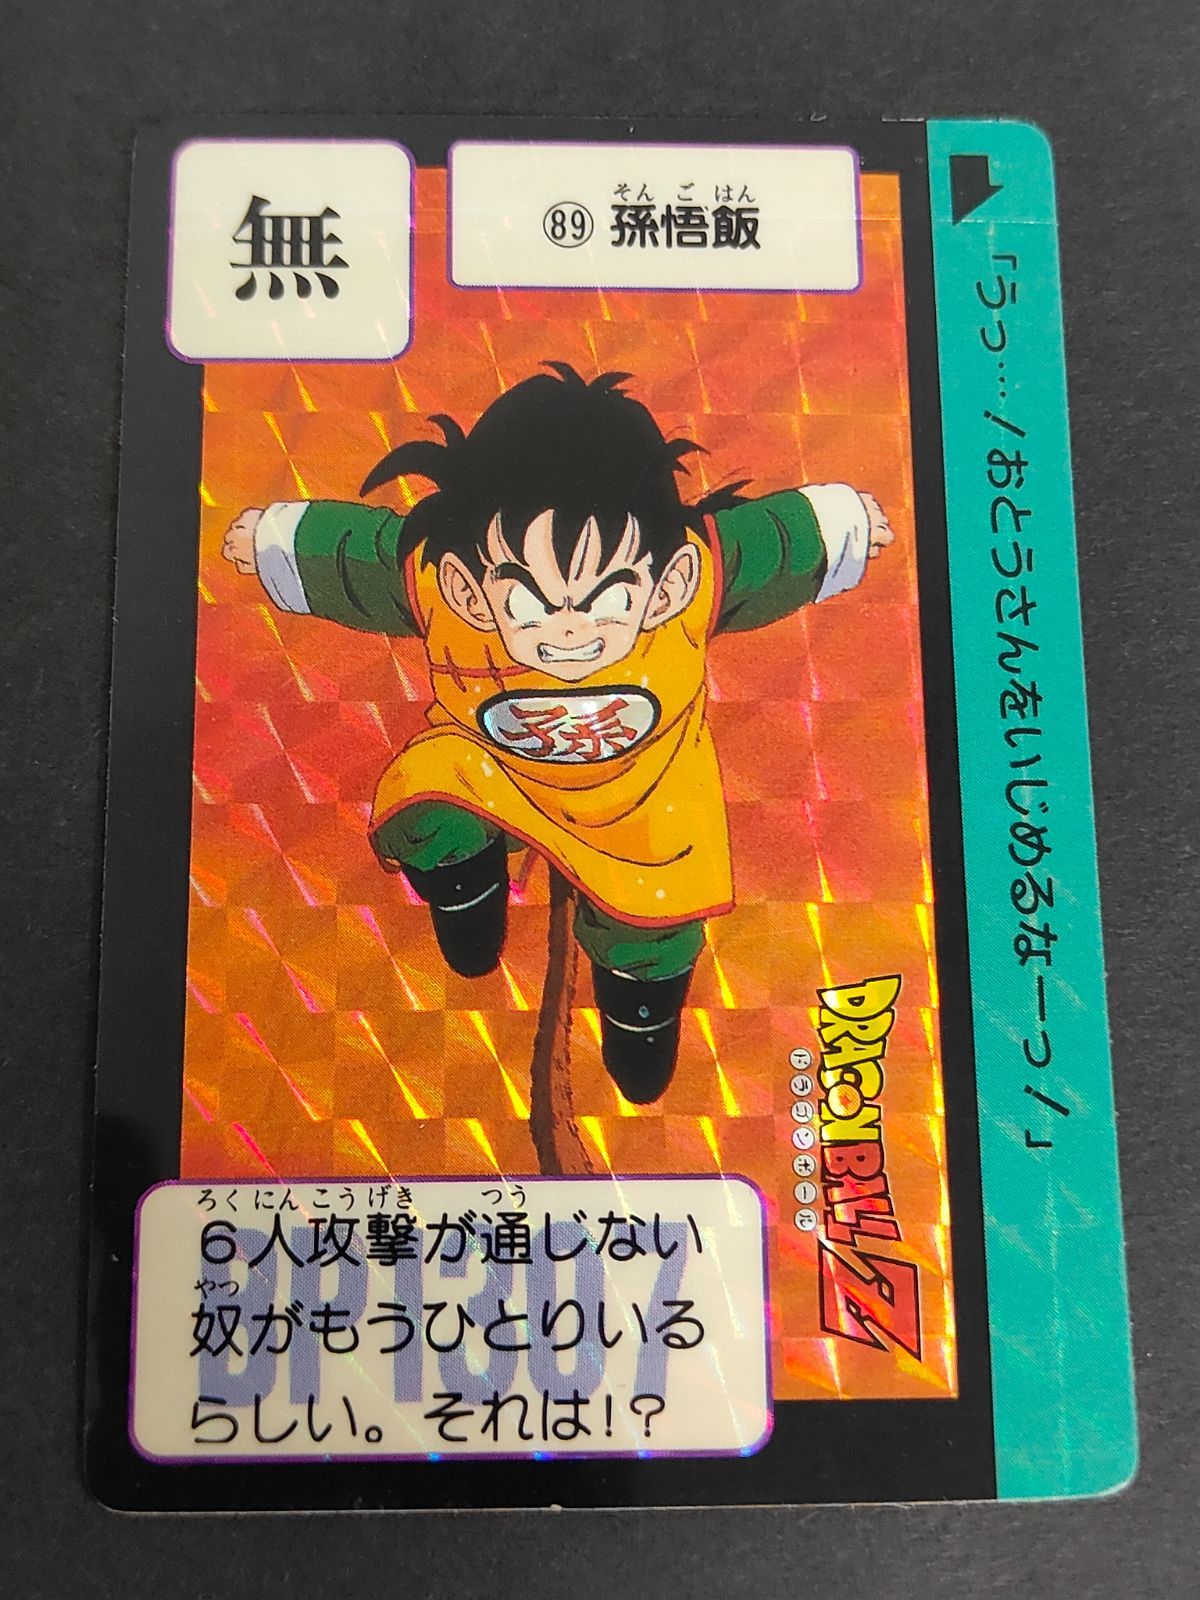 無
そん ご はん
89 孫悟飯
「うっ…！おとうさんをいじめるなーっ！」
孫
DRAGON BALL Z
ドラゴンボール
ろく にん こう げき つう
6人攻撃が通じない
やつ
奴がもうひとりいる
らしい。それは!?
BP1307